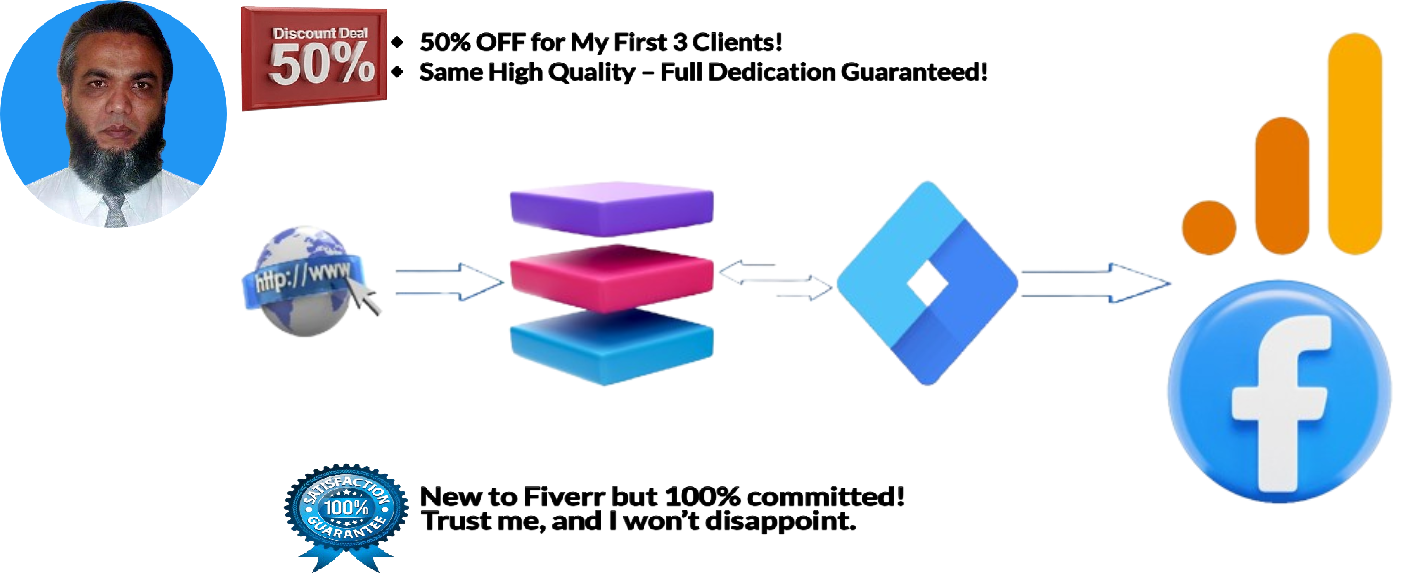 Discount Deal
50%
50% OFF for My First 3 Clients!
Same High Quality – Full Dedication Guaranteed!
http://www
SATISFACTION
100%
GUARANTEE
New to Fiverr but 100% committed!
Trust me, and I won't disappoint.